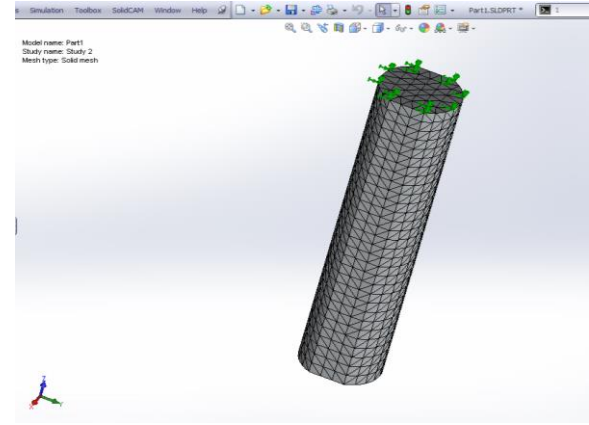 s Simulation Toolbox SolidCAM Window Help Part1.SLDPRT *
Model name: Part1
Study name: Study 2
Mesh type: Solid mesh
Z
X
Y